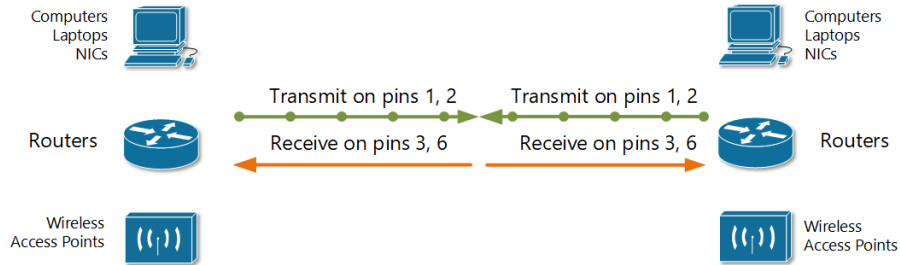 Computers
Laptops
NICs
Computers
Laptops
NICs
Transmit on pins 1, 2
Transmit on pins 1, 2
Routers
Receive on pins 3, 6
Receive on pins 3, 6
Routers
Wireless
Access Points
Wireless
Access Points